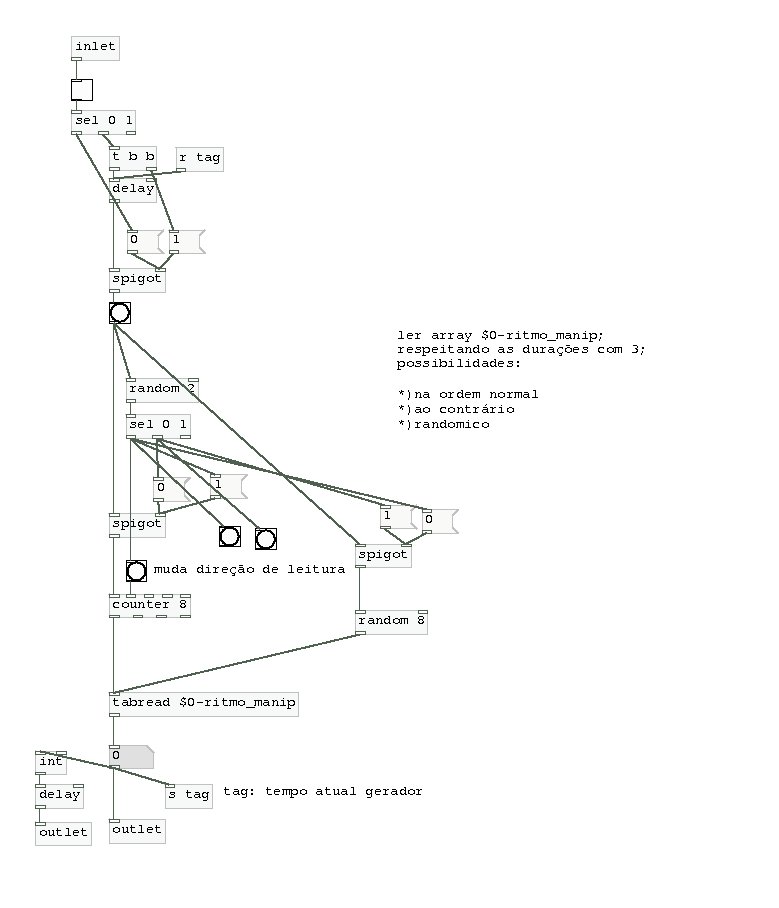 inlet
sel 0 1
t b b
r tag
delay
0
1
spigot
ler array $0-ritmo_manip;
respeitando as durações com 3;
possibilidades:
*)na ordem normal
*)ao contrário
*)randomico
random 2
sel 0 1
0
1
1
0
spigot
spigot
muda direção de leitura
counter 8
random 8
tabread $0-ritmo_manip
0
int
delay
s tag
tag: tempo atual gerador
outlet
outlet